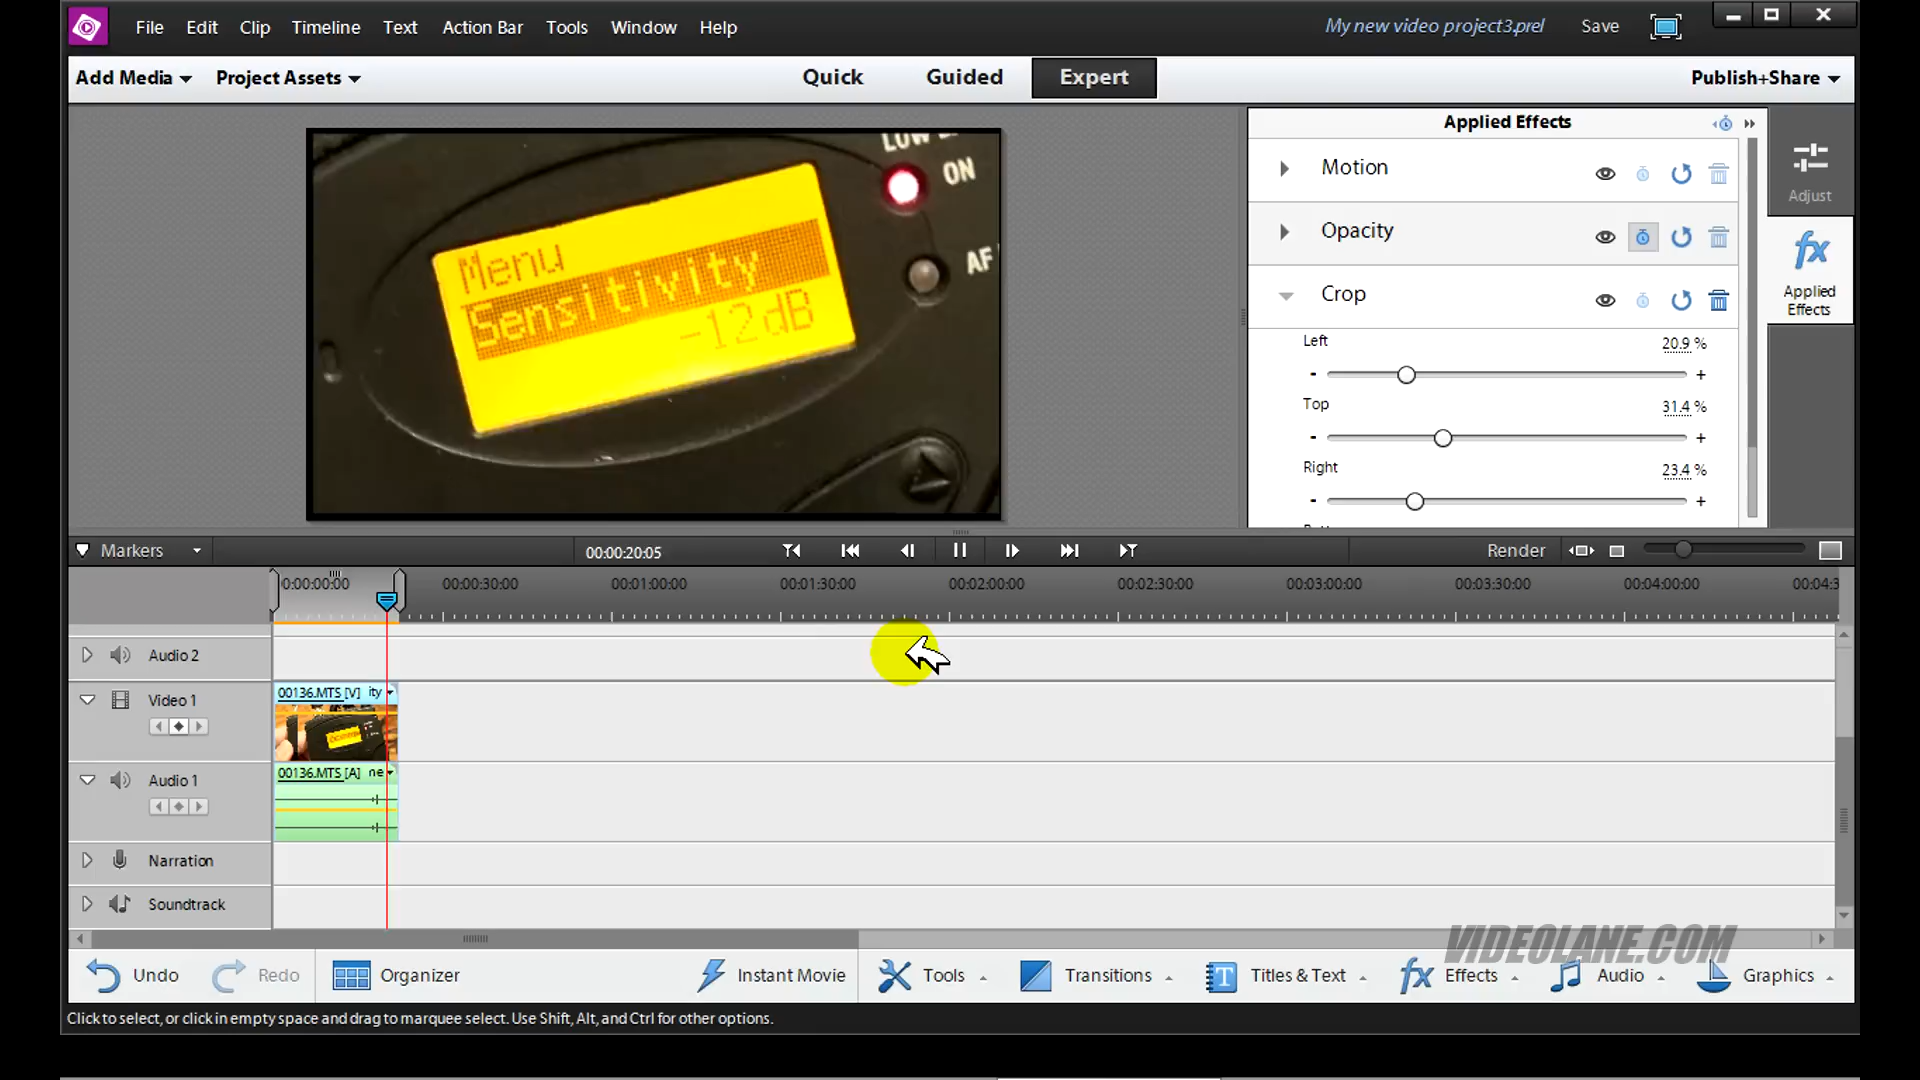 File Edit Clip Timeline Text Action Bar Tools Window Help
My new video project3.prel Save
Add Media Project Assets
Quick Guided Expert
Publish+Share
ON
AF
Menu
Sensitivity
-12dB
Applied Effects
Motion
Opacity
Crop
Left 20.9 %
- +
Top 31.4 %
- +
Right 23.4 %
- +
Adjust
fx
Applied
Effects
Markers 00:00:20:05 Render
0:00:00:00 00:00:30:00 00:01:00:00 00:01:30:00 00:02:00:00 00:02:30:00 00:03:00:00 00:03:30:00 00:04:00:00 00:04:3
Audio 2
Video 1 00136.MTS [V] ity
Audio 1 00136.MTS [A] ne
Narration
Soundtrack
VIDEOLANE.COM
Undo Redo Organizer Instant Movie Tools Transitions T Titles & Text fx Effects Audio Graphics
Click to select, or click in empty space and drag to marquee select. Use Shift, Alt, and Ctrl for other options.